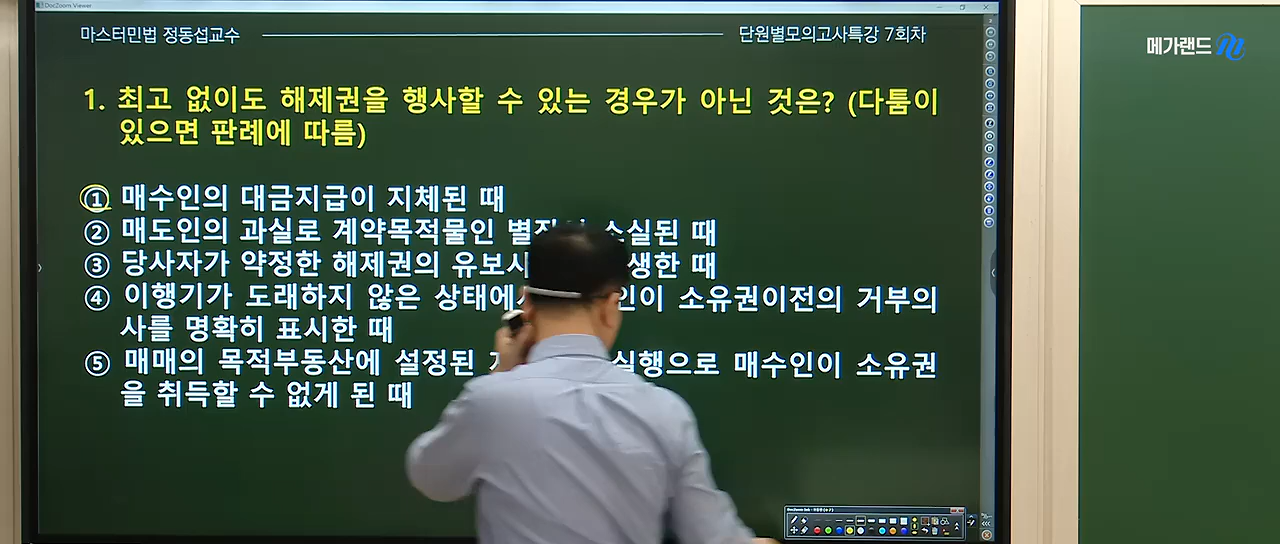 DocZoom Viewer
마스터민법 정동섭교수
단원별모의고사특강 7회차
메가랜드
1. 최고 없이도 해제권을 행사할 수 있는 경우가 아닌 것은? (다툼이
있으면 판례에 따름)
① 매수인의 대금지급이 지체된 때
② 매도인의 과실로 계약목적물인 소실된 때
③ 당사자가 약정한 해제권의 유보사 한 때
④ 이행기가 도래하지 않은 상태에 소유권이전의 거부의
사를 명확히 표시한 때
⑤ 매매의 목적부동산에 설정된 실행으로 매수인이 소유권
을 취득할 수 없게 된 때